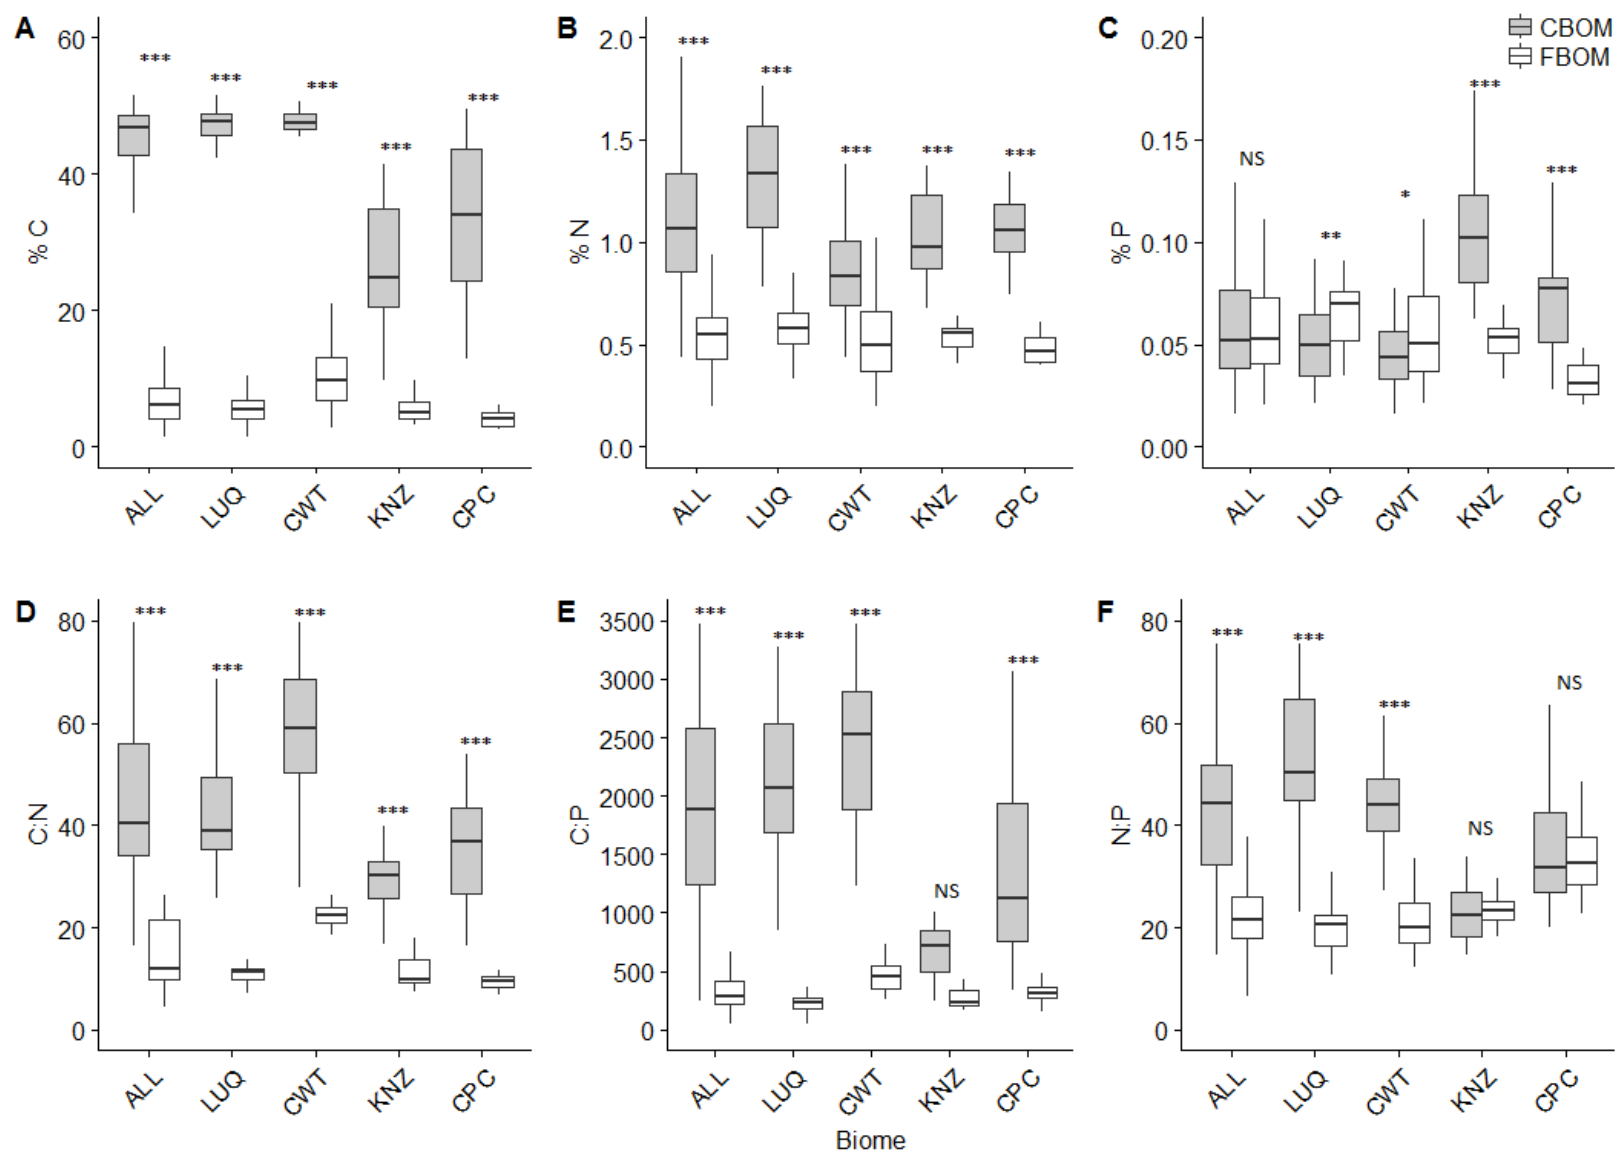 A
% C
60
40
20
0
***
***
***
***
***
ALL
LUQ
CWT
KNZ
CPC
B
% N
2.0
1.5
1.0
0.5
0.0
***
***
***
***
***
ALL
LUQ
CWT
KNZ
CPC
C
% P
0.20
0.15
0.10
0.05
0.00
CBOM
FBOM
NS
**
*
***
***
ALL
LUQ
CWT
KNZ
CPC
D
C:N
80
60
40
20
0
***
***
***
***
***
ALL
LUQ
CWT
KNZ
CPC
E
C:P
3500
3000
2500
2000
1500
1000
500
0
***
***
***
NS
***
ALL
LUQ
CWT
KNZ
CPC
Biome
F
N:P
80
60
40
20
0
***
***
***
NS
NS
ALL
LUQ
CWT
KNZ
CPC